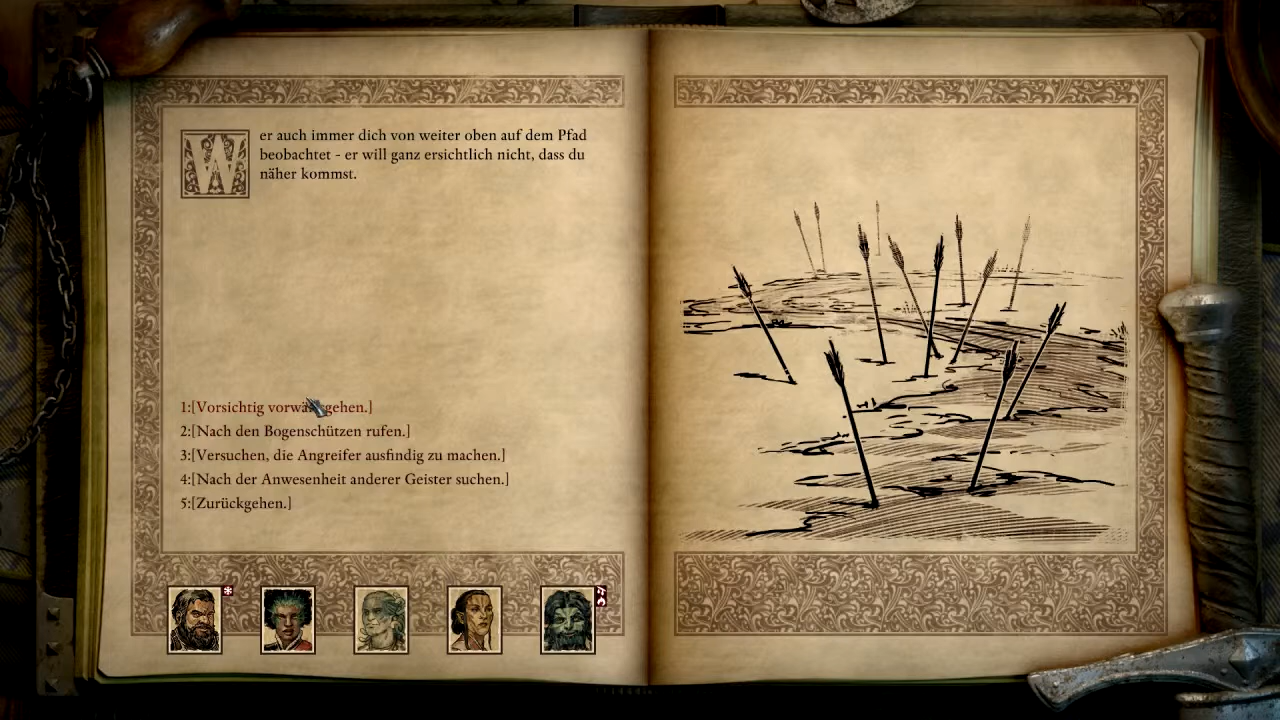 Wer auch immer dich von weiter oben auf dem Pfad
beobachtet - er will ganz ersichtlich nicht, dass du
näher kommst.
1:[Vorsichtig vorwärtsgehen.]
2:[Nach den Bogenschützen rufen.]
3:[Versuchen, die Angreifer ausfindig zu machen.]
4:[Nach der Anwesenheit anderer Geister suchen.]
5:[Zurückgehen.]